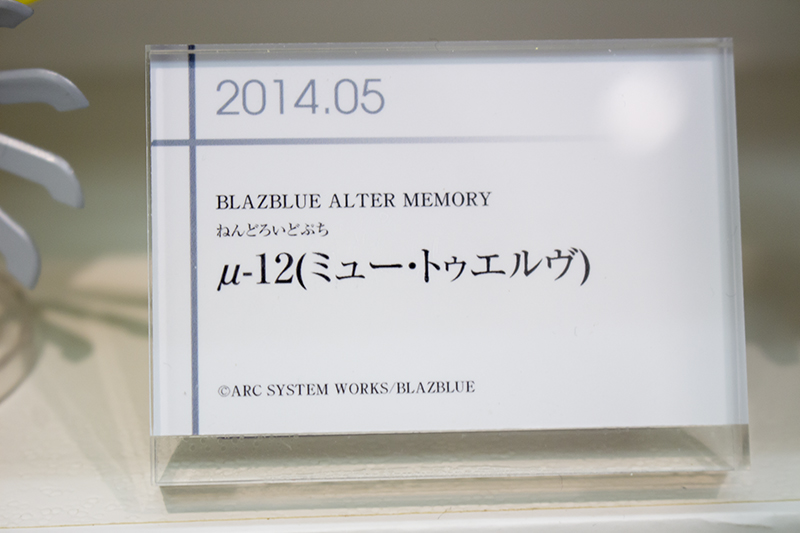 2014.05
BLAZBLUE ALTER MEMORY
ねんどろいどぷち
μ-12(ミュー・トゥエルヴ)
©ARC SYSTEM WORKS/BLAZBLUE